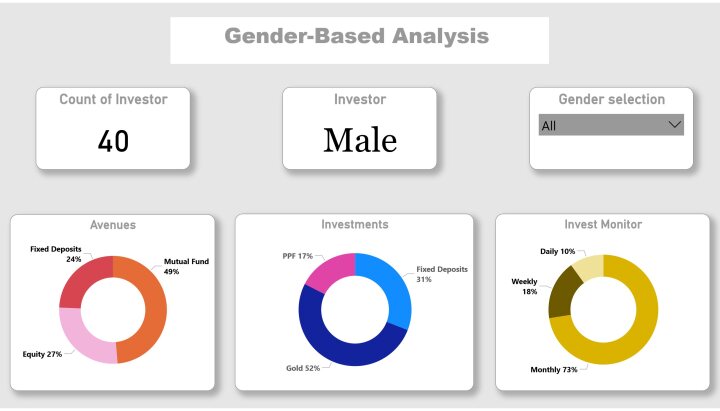 Gender-Based Analysis
Count of Investor
40
Investor
Male
Gender selection
All
Avenues
Fixed Deposits
24%
Mutual Fund
49%
Equity 27%
Investments
PPF 17%
Fixed Deposits
31%
Gold 52%
Invest Monitor
Daily 10%
Weekly
18%
Monthly 73%